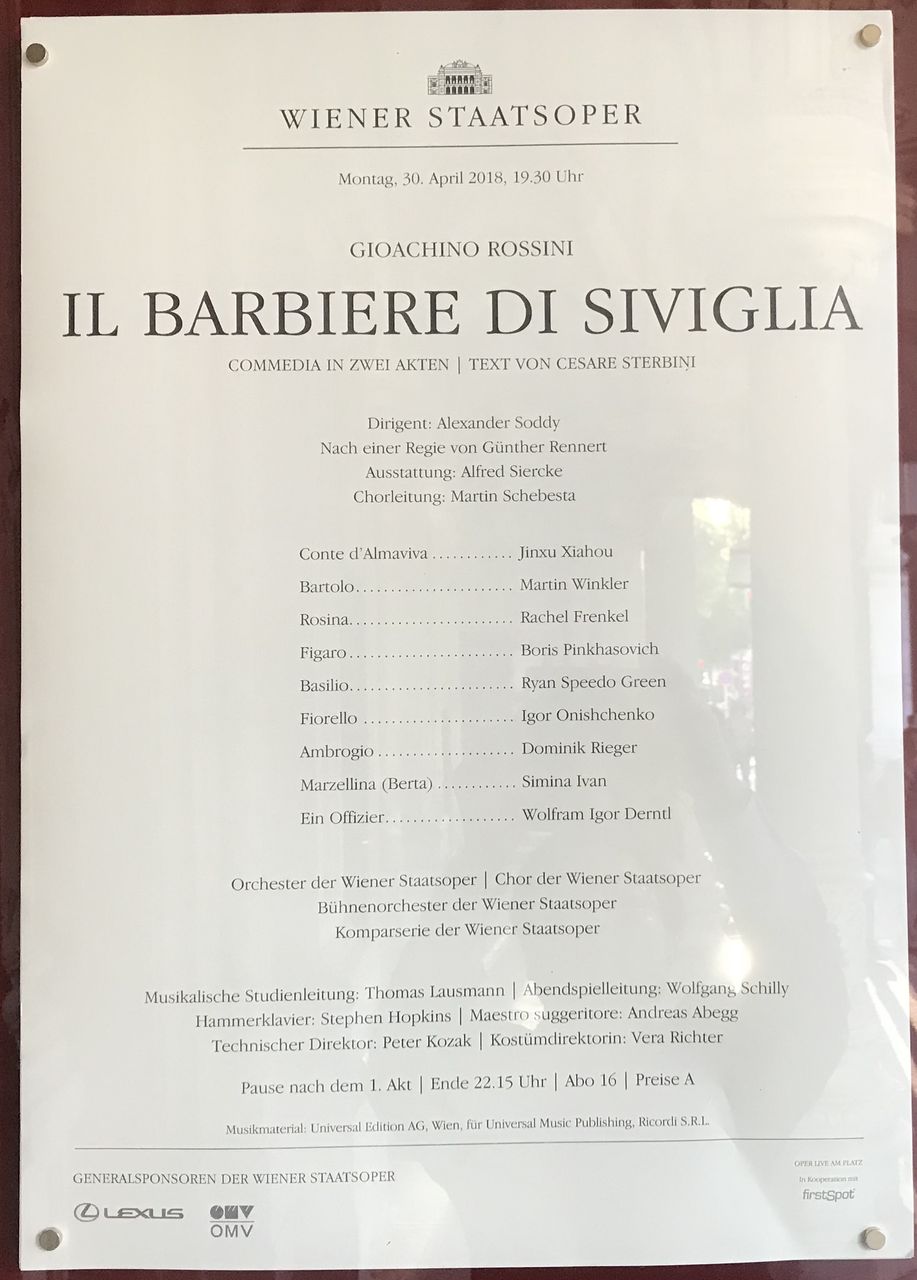 WIENER STAATSOPER
Montag, 30. April 2018, 19.30 Uhr
GIOACHINO ROSSINI
IL BARBIERE DI SIVIGLIA
COMMEDIA IN ZWEI AKTEN | TEXT VON CESARE STERBINI
Dirigent: Alexander Soddy
Nach einer Regie von Günther Rennert
Ausstattung: Alfred Siercke
Chorleitung: Martin Schebesta
Conte d'Almaviva ............ Jinxu Xiahou
Bartolo....................... Martin Winkler
Rosina........................ Rachel Frenkel
Figaro........................ Boris Pinkhasovich
Basilio........................ Ryan Speedo Green
Fiorello ...................... Igor Onishchenko
Ambrogio .................... Dominik Rieger
Marzellina (Berta) ............ Simina Ivan
Ein Offizier................... Wolfram Igor Derntl
Orchester der Wiener Staatsoper | Chor der Wiener Staatsoper
Bühnenorchester der Wiener Staatsoper
Komparserie der Wiener Staatsoper
Musikalische Studienleitung: Thomas Lausmann | Abendspielleitung: Wolfgang Schilly
Hammerklavier: Stephen Hopkins | Maestro suggeritore: Andreas Abegg
Technischer Direktor: Peter Kozak | Kostümdirektorin: Vera Richter
Pause nach dem 1. Akt | Ende 22.15 Uhr | Abo 16 | Preise A
Musikmaterial: Universal Edition AG, Wien, für Universal Music Publishing, Ricordi S.R.L.
GENERALSPONSOREN DER WIENER STAATSOPER
LEXUS
OMV
OMV
OPER LIVE AM PLATZ
In Kooperation mit
firstSpot